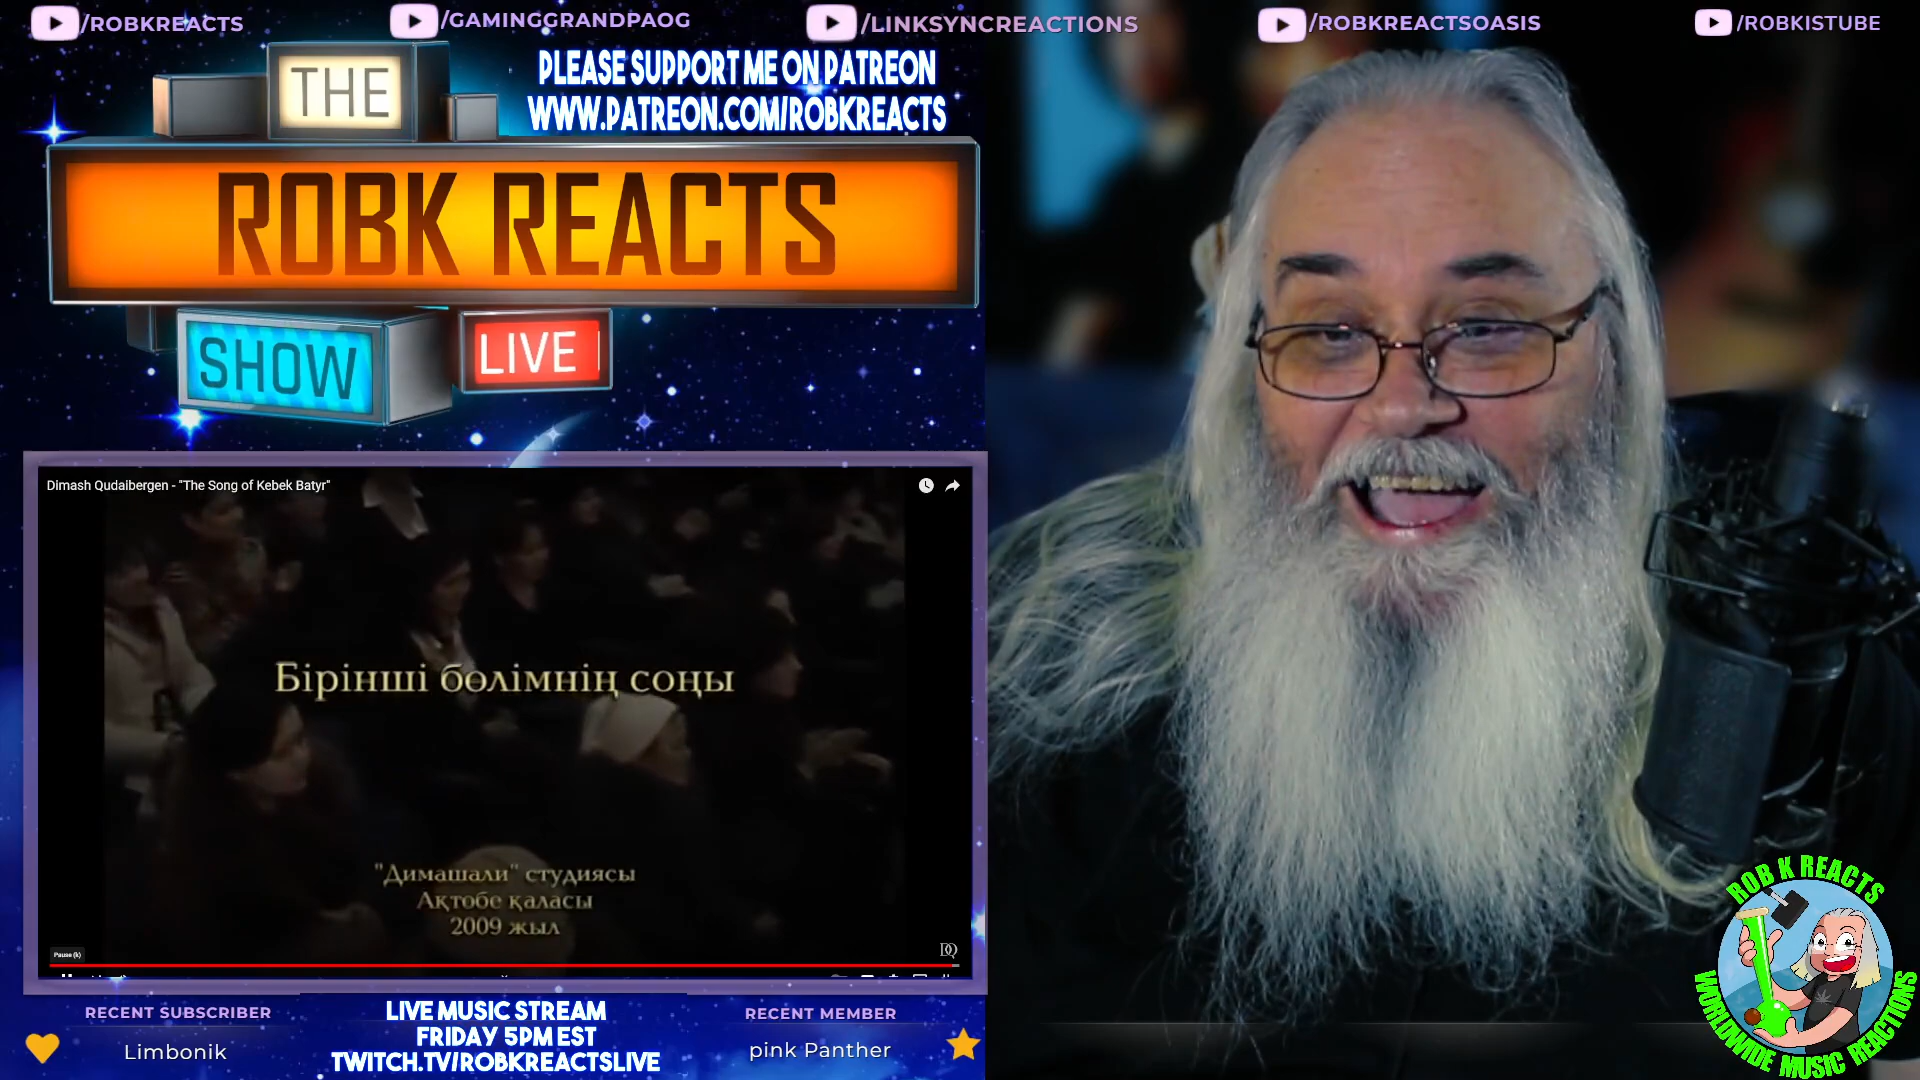 /ROBKREACTS
/GAMINGGRANDPAOG
/LINKSYNCREACTIONS
/ROBKREACTSOASIS
/ROBKISTUBE
THE
PLEASE SUPPORT ME ON PATREON
WWW.PATREON.COM/ROBKREACTS
ROBK REACTS
SHOW
LIVE
Dimash Qudaibergen - "The Song of Kebek Batyr"
Бірінші бөлімнің соңы
"Димашали" студиясы
Ақтөбе қаласы
2009 жыл
Pause (k)
DQ
RECENT SUBSCRIBER
Limbonik
LIVE MUSIC STREAM
FRIDAY 5PM EST
TWITCH.TV/ROBKREACTSLIVE
RECENT MEMBER
pink Panther
ROB K REACTS
WORLDWIDE MUSIC REACTIONS